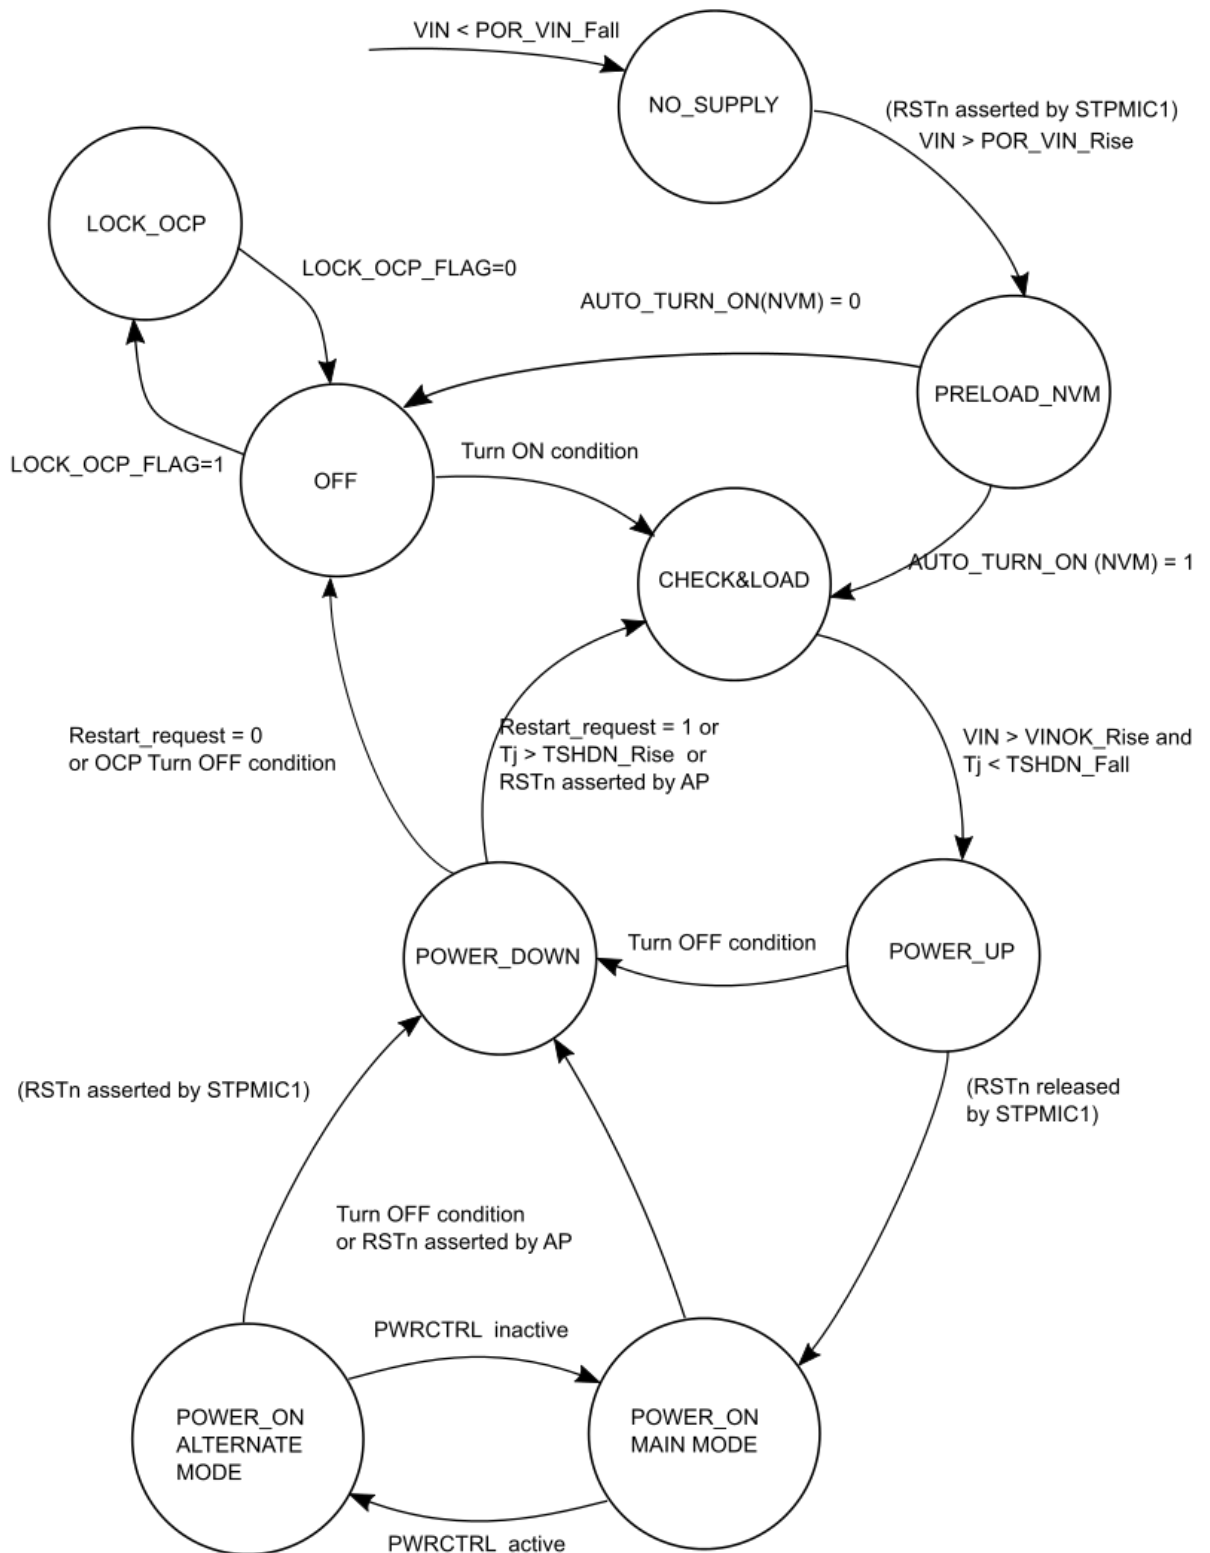 VIN < POR_VIN_Fall
NO_SUPPLY
(RSTn asserted by STPMIC1)
VIN > POR_VIN_Rise
LOCK_OCP
LOCK_OCP_FLAG=0
AUTO_TURN_ON(NVM) = 0
PRELOAD_NVM
LOCK_OCP_FLAG=1
OFF
Turn ON condition
AUTO_TURN_ON (NVM) = 1
CHECK&LOAD
Restart_request = 0
or OCP Turn OFF condition
Restart_request = 1 or
Tj > TSHDN_Rise or
RSTn asserted by AP
VIN > VINOK_Rise and
Tj < TSHDN_Fall
POWER_DOWN
Turn OFF condition
POWER_UP
(RSTn asserted by STPMIC1)
(RSTn released
by STPMIC1)
Turn OFF condition
or RSTn asserted by AP
PWRCTRL inactive
POWER_ON
ALTERNATE
MODE
POWER_ON
MAIN MODE
PWRCTRL active